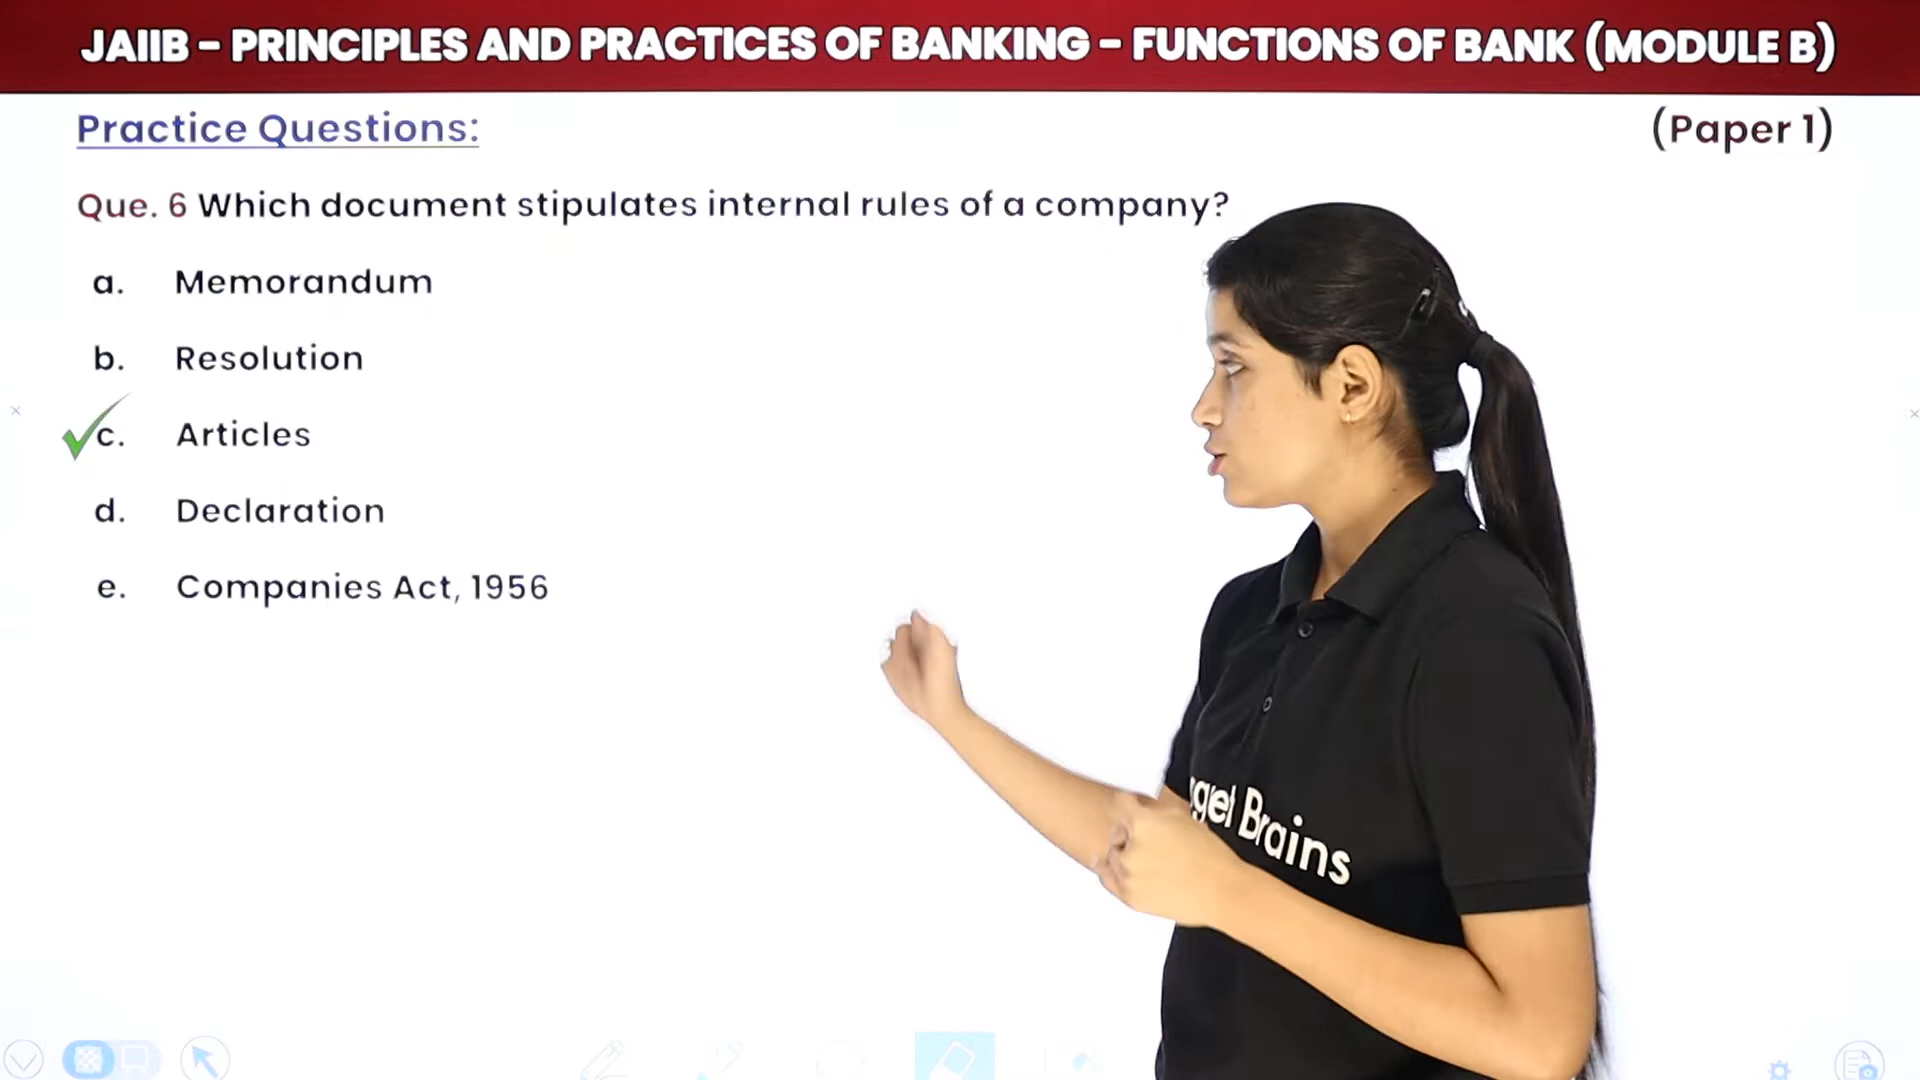 JAIIB – PRINCIPLES AND PRACTICES OF BANKING – FUNCTIONS OF BANK (MODULE B)
Practice Questions:
(Paper 1)
Que. 6 Which document stipulates internal rules of a company?
a. Memorandum
b. Resolution
c. Articles
d. Declaration
e. Companies Act, 1956
Brains